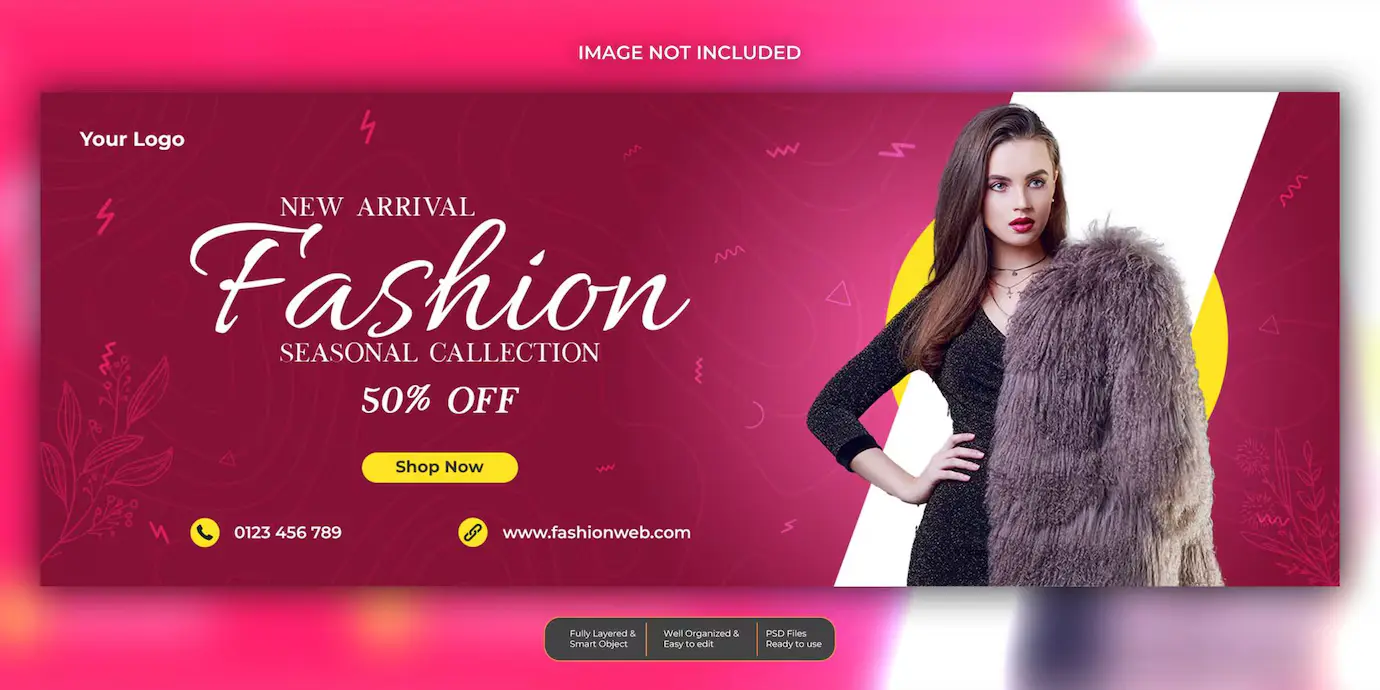 IMAGE NOT INCLUDED
Your Logo
NEW ARRIVAL
Fashion
SEASONAL CALLECTION
50% OFF
Shop Now
0123 456 789
www.fashionweb.com
Fully Layered &
Smart Object
Well Organized &
Easy to edit
PSD Files
Ready to use